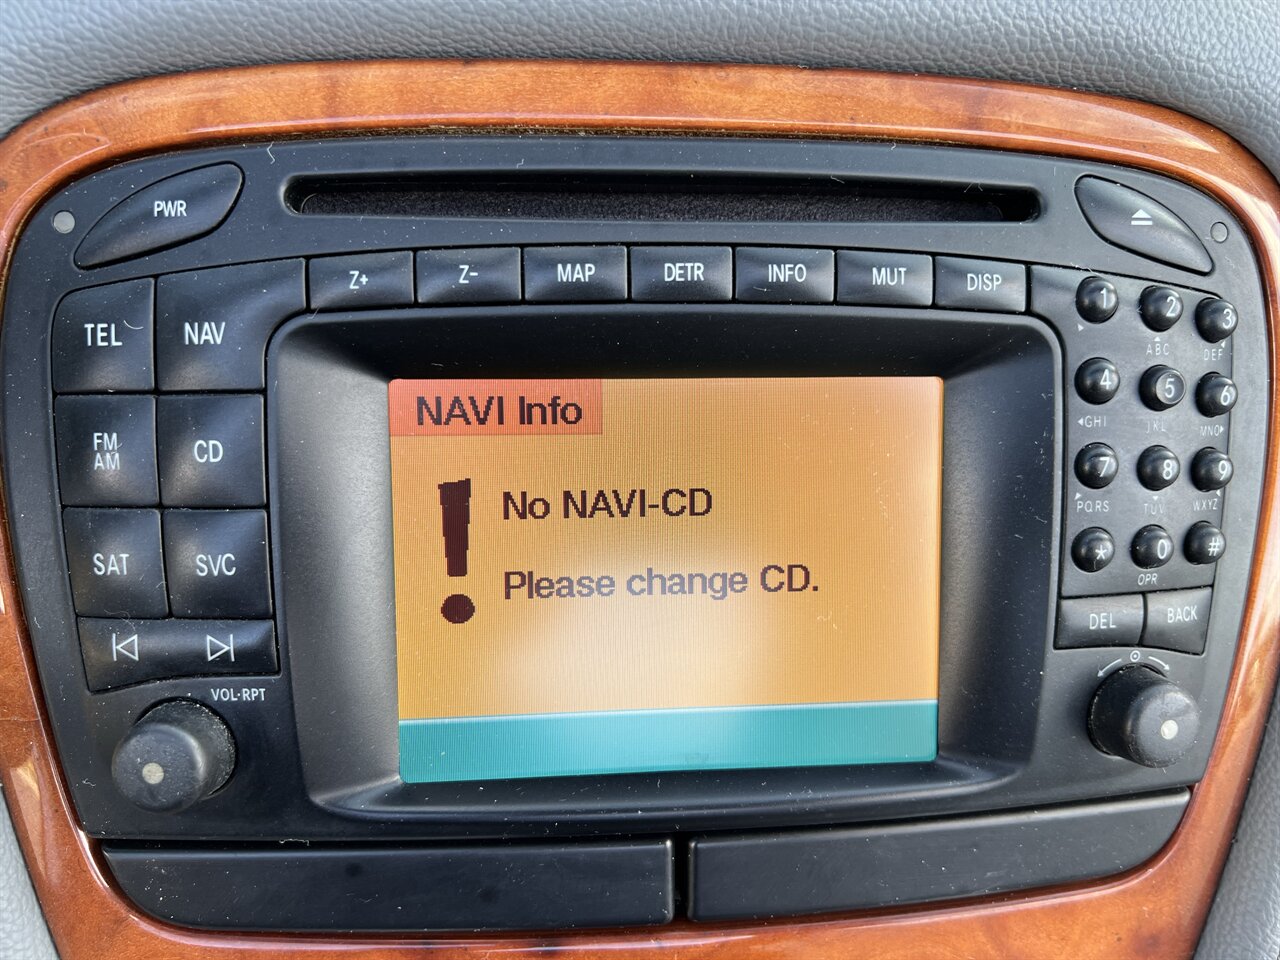 PWR
Z+ Z- MAP DETR INFO MUT DISP
TEL NAV
FM
AM
CD
SAT SVC
VOL·RPT
NAVI Info
No NAVI-CD
Please change CD.
1 2 3
ABC DEF
4 5 6
GHI JKL MNO
7 8 9
PQRS TUV WXYZ
* 0 #
OPR
DEL BACK